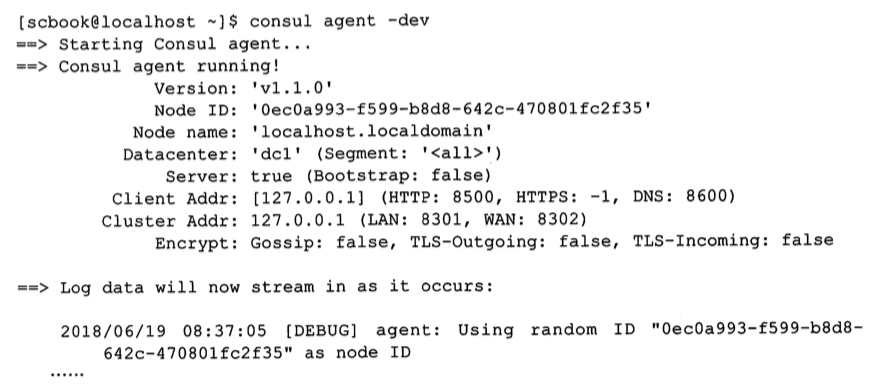 [scbook@localhost ~]$ consul agent -dev
==> Starting Consul agent...
==> Consul agent running!
Version: 'v1.1.0'
Node ID: '0ec0a993-f599-b8d8-642c-470801fc2f35'
Node name: 'localhost.localdomain'
Datacenter: 'dc1' (Segment: '<all>')
Server: true (Bootstrap: false)
Client Addr: [127.0.0.1] (HTTP: 8500, HTTPS: -1, DNS: 8600)
Cluster Addr: 127.0.0.1 (LAN: 8301, WAN: 8302)
Encrypt: Gossip: false, TLS-Outgoing: false, TLS-Incoming: false
==> Log data will now stream in as it occurs:
2018/06/19 08:37:05 [DEBUG] agent: Using random ID "0ec0a993-f599-b8d8-
642c-470801fc2f35" as node ID
......